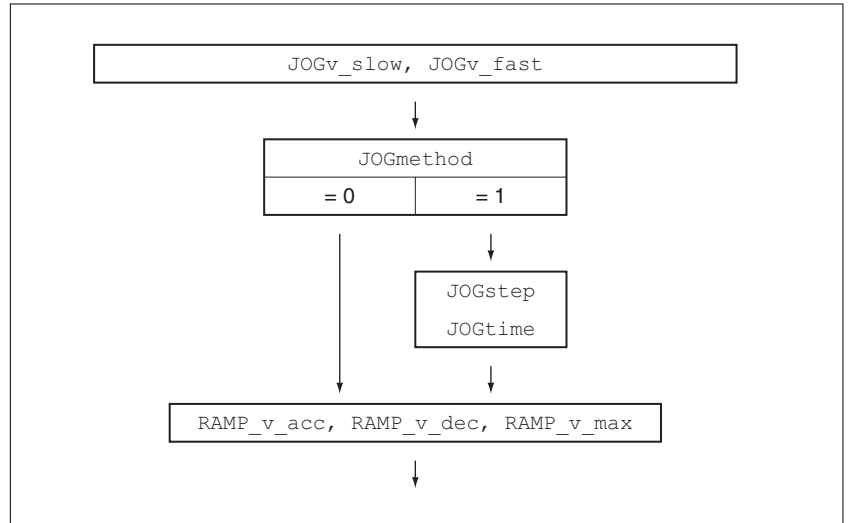 JOGv_slow, JOGv_fast
JOGmethod
= 0
= 1
JOGstep
JOGtime
RAMP_v_acc, RAMP_v_dec, RAMP_v_max